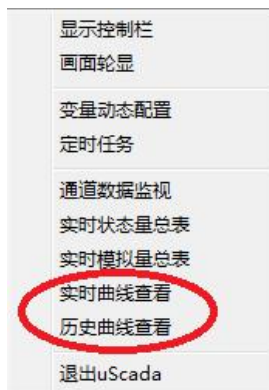 显示控制栏
画面轮显
变量动态配置
定时任务
通道数据监视
实时状态量总表
实时模拟量总表
实时曲线查看
历史曲线查看
退出uScada